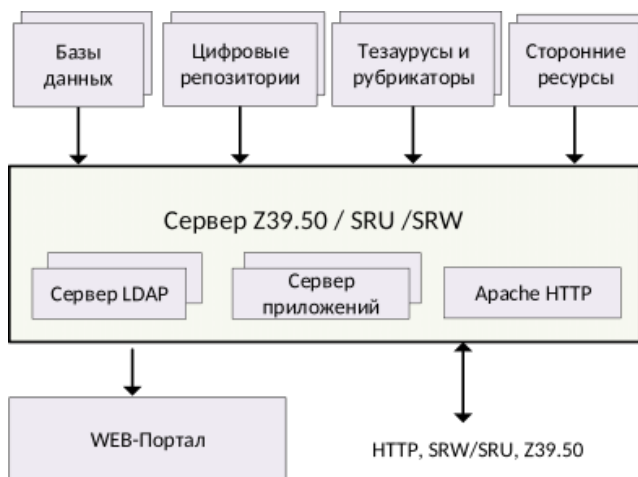 Базы
данных
Цифровые
репозитории
Тезаурусы и
рубрикаторы
Сторонние
ресурсы
Сервер Z39.50 / SRU /SRW
Сервер LDAP
Сервер
приложений
Apache HTTP
WEB-Портал
HTTP, SRW/SRU, Z39.50